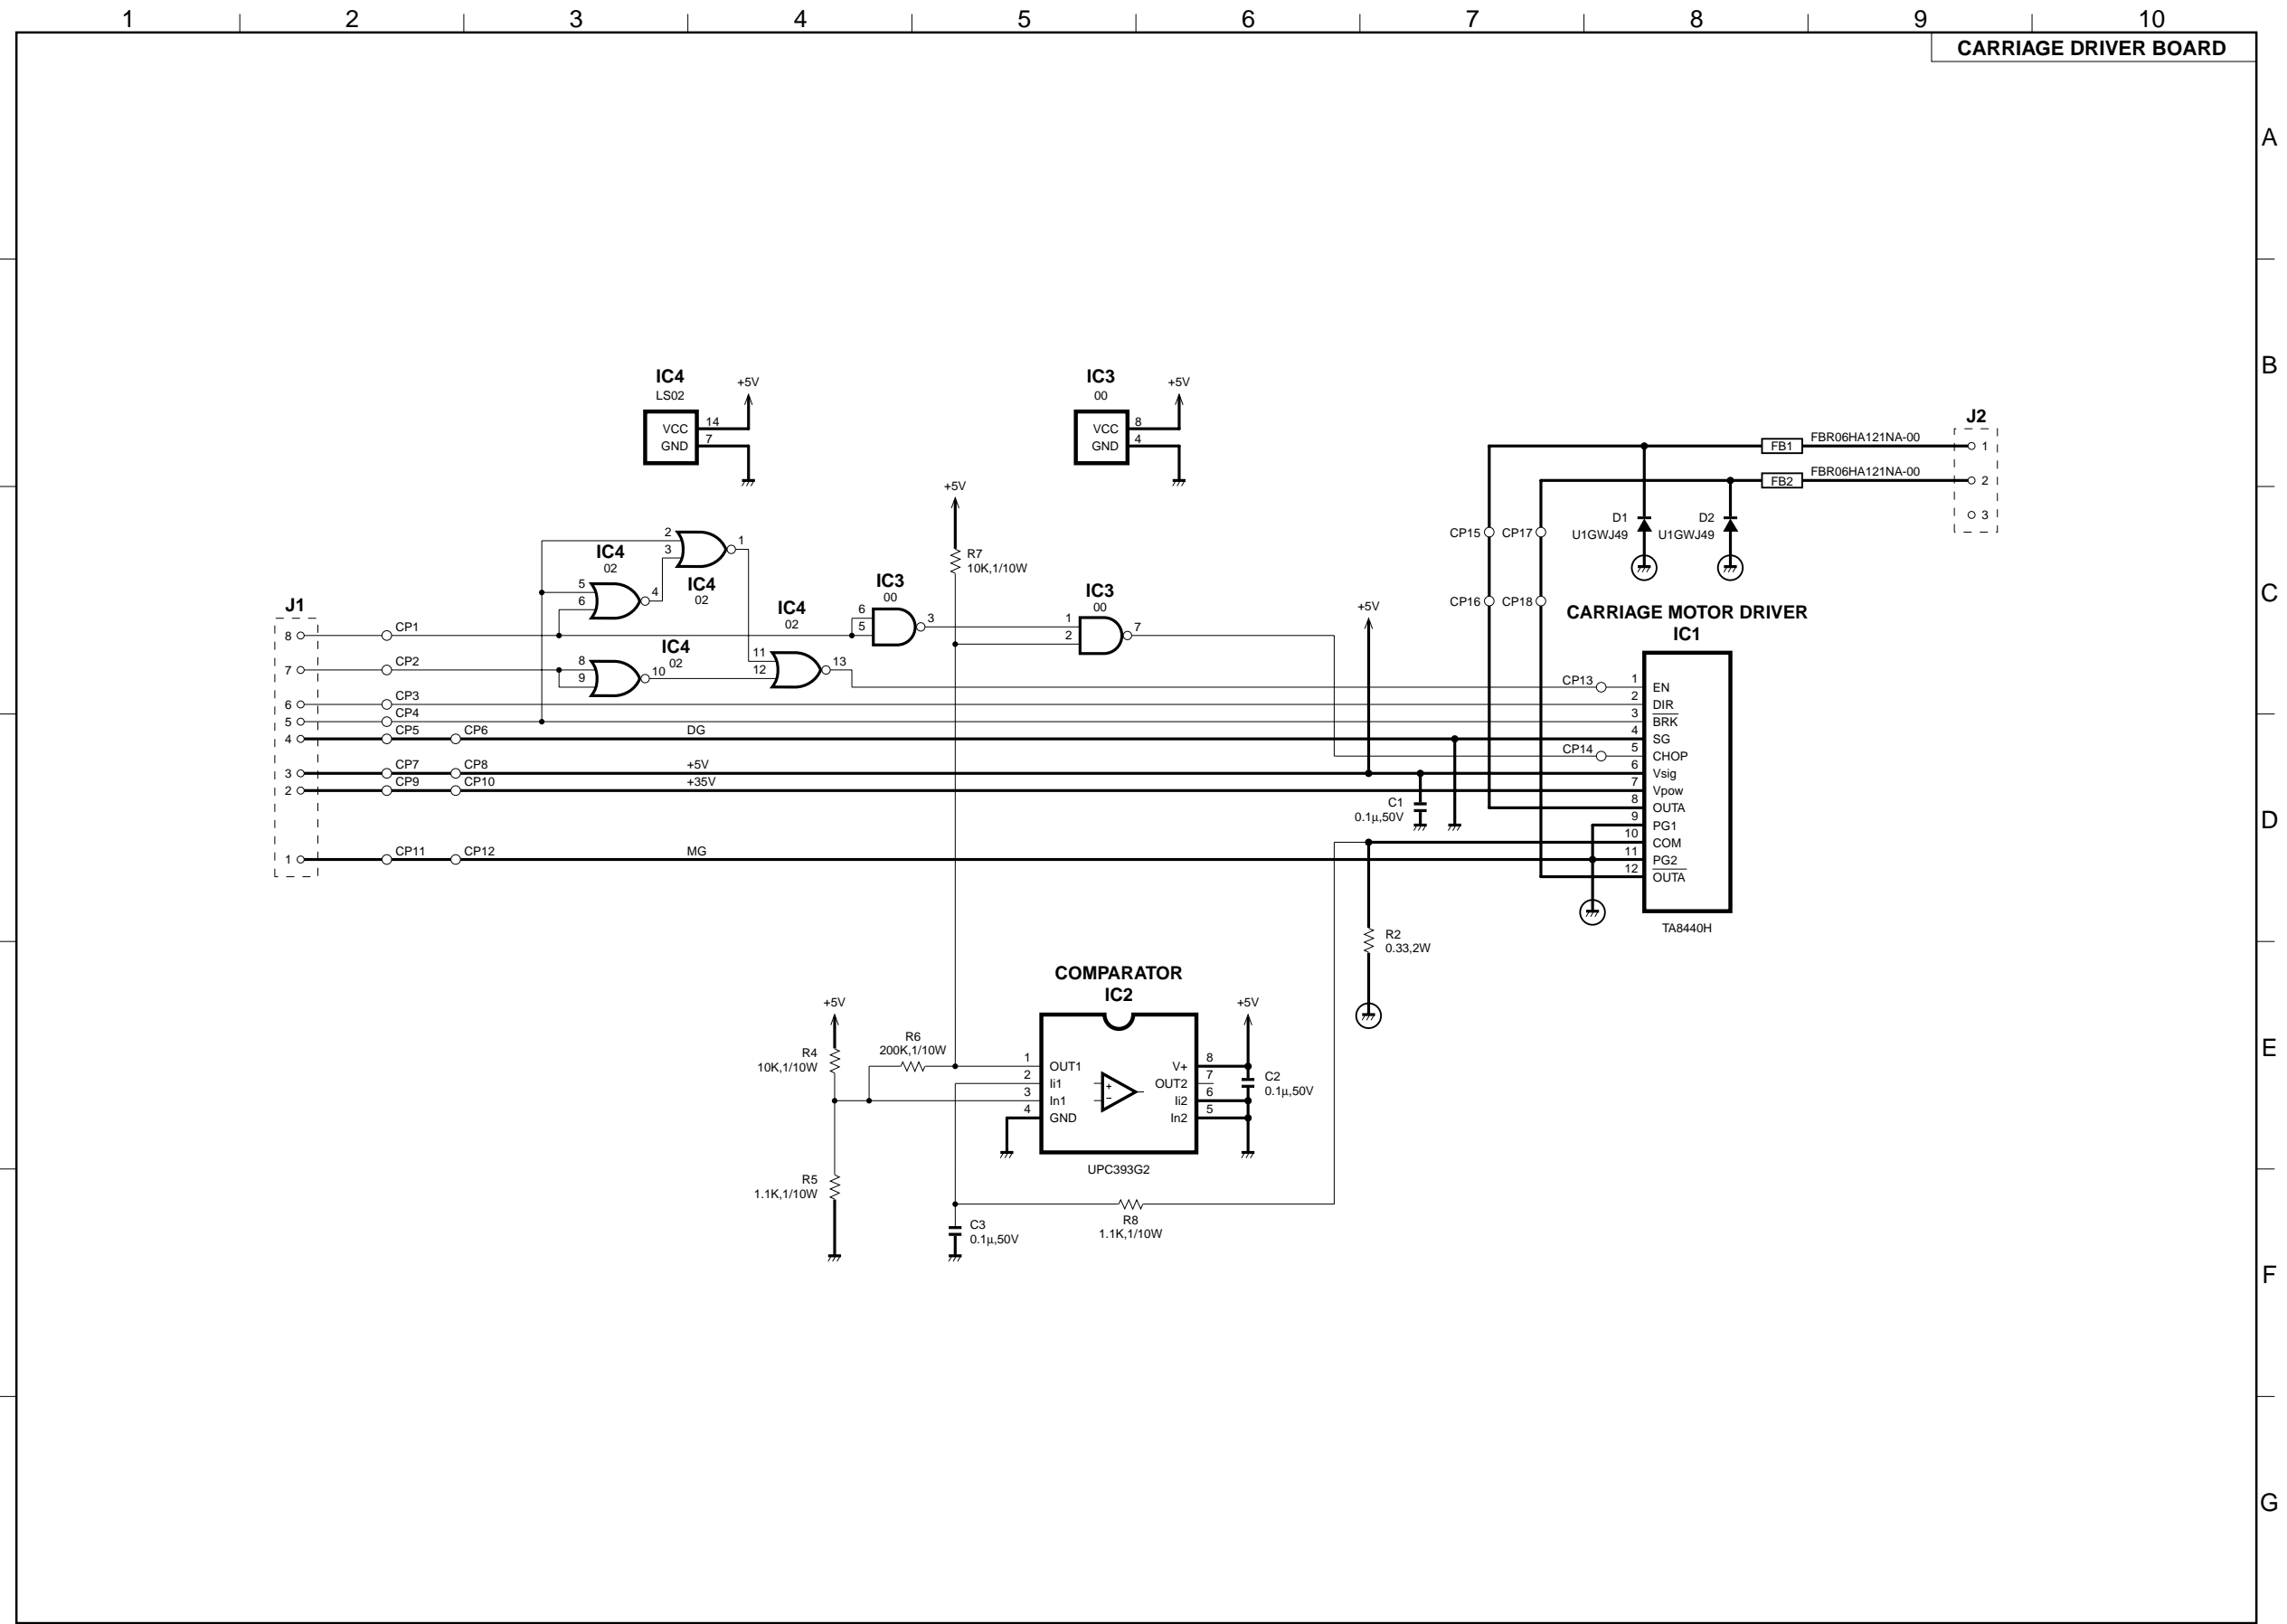 1 2 3 4 5 6 7 8 9 10
CARRIAGE DRIVER BOARD
A
B
C
D
E
F
G
IC4
LS02
+5V
VCC 14
GND 7
IC3
00
+5V
VCC 8
GND 4
J2
FB1 FBR06HA121NA-00 1
FB2 FBR06HA121NA-00 2
3
D1
U1GWJ49
D2
U1GWJ49
CP15 CP17
CP16 CP18
+5V
R7
10K,1/10W
2
3
1
IC4
02
IC4
02
5
6
4
IC4
02
8
9
10
IC4
02
11
12
13
IC3
00
6
5
3
IC3
00
1
2
7
J1
8 CP1
7 CP2
6 CP3
5 CP4
4 CP5 CP6 DG
3 CP7 CP8 +5V
2 CP9 CP10 +35V
1 CP11 CP12 MG
+5V
CARRIAGE MOTOR DRIVER
IC1
CP13 1 EN
2 DIR
3 BRK
4 SG
CP14 5 CHOP
6 Vsig
7 Vpow
8 OUTA
9 PG1
10 COM
11 PG2
12 OUTA
TA8440H
C1
0.1μ,50V
R2
0.33,2W
COMPARATOR
IC2
+5V
R4
10K,1/10W
R6
200K,1/10W
1 OUT1
2 Ii1
3 In1
4 GND
+
−
V+ 8
OUT2 7
Ii2 6
In2 5
+5V
C2
0.1μ,50V
UPC393G2
R5
1.1K,1/10W
C3
0.1μ,50V
R8
1.1K,1/10W